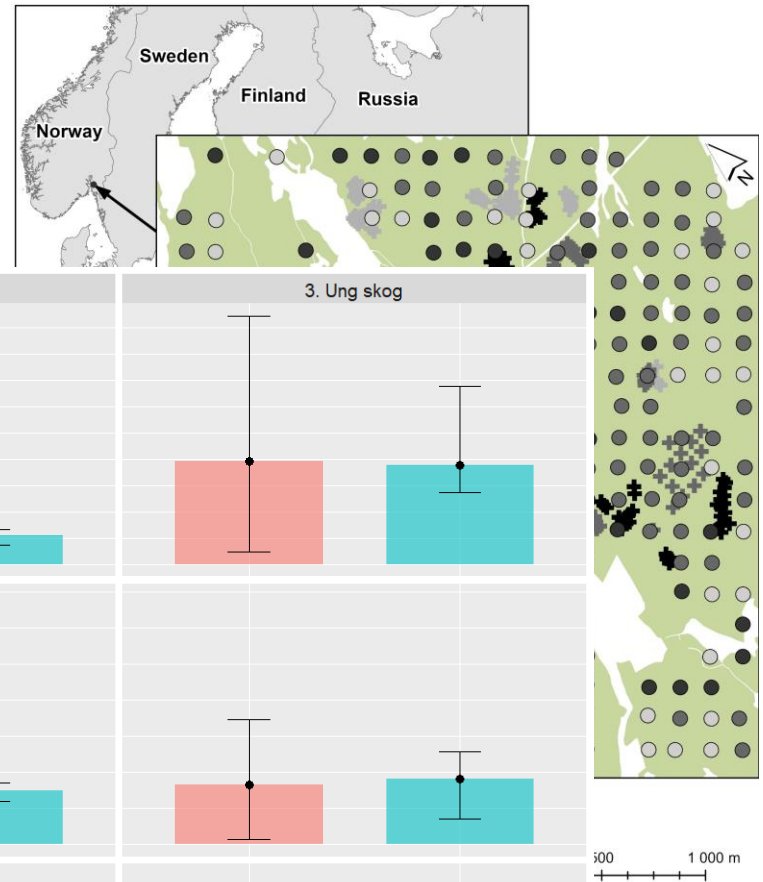 Sweden
Finland
Russia
Norway
N
3. Ung skog
500
1 000 m